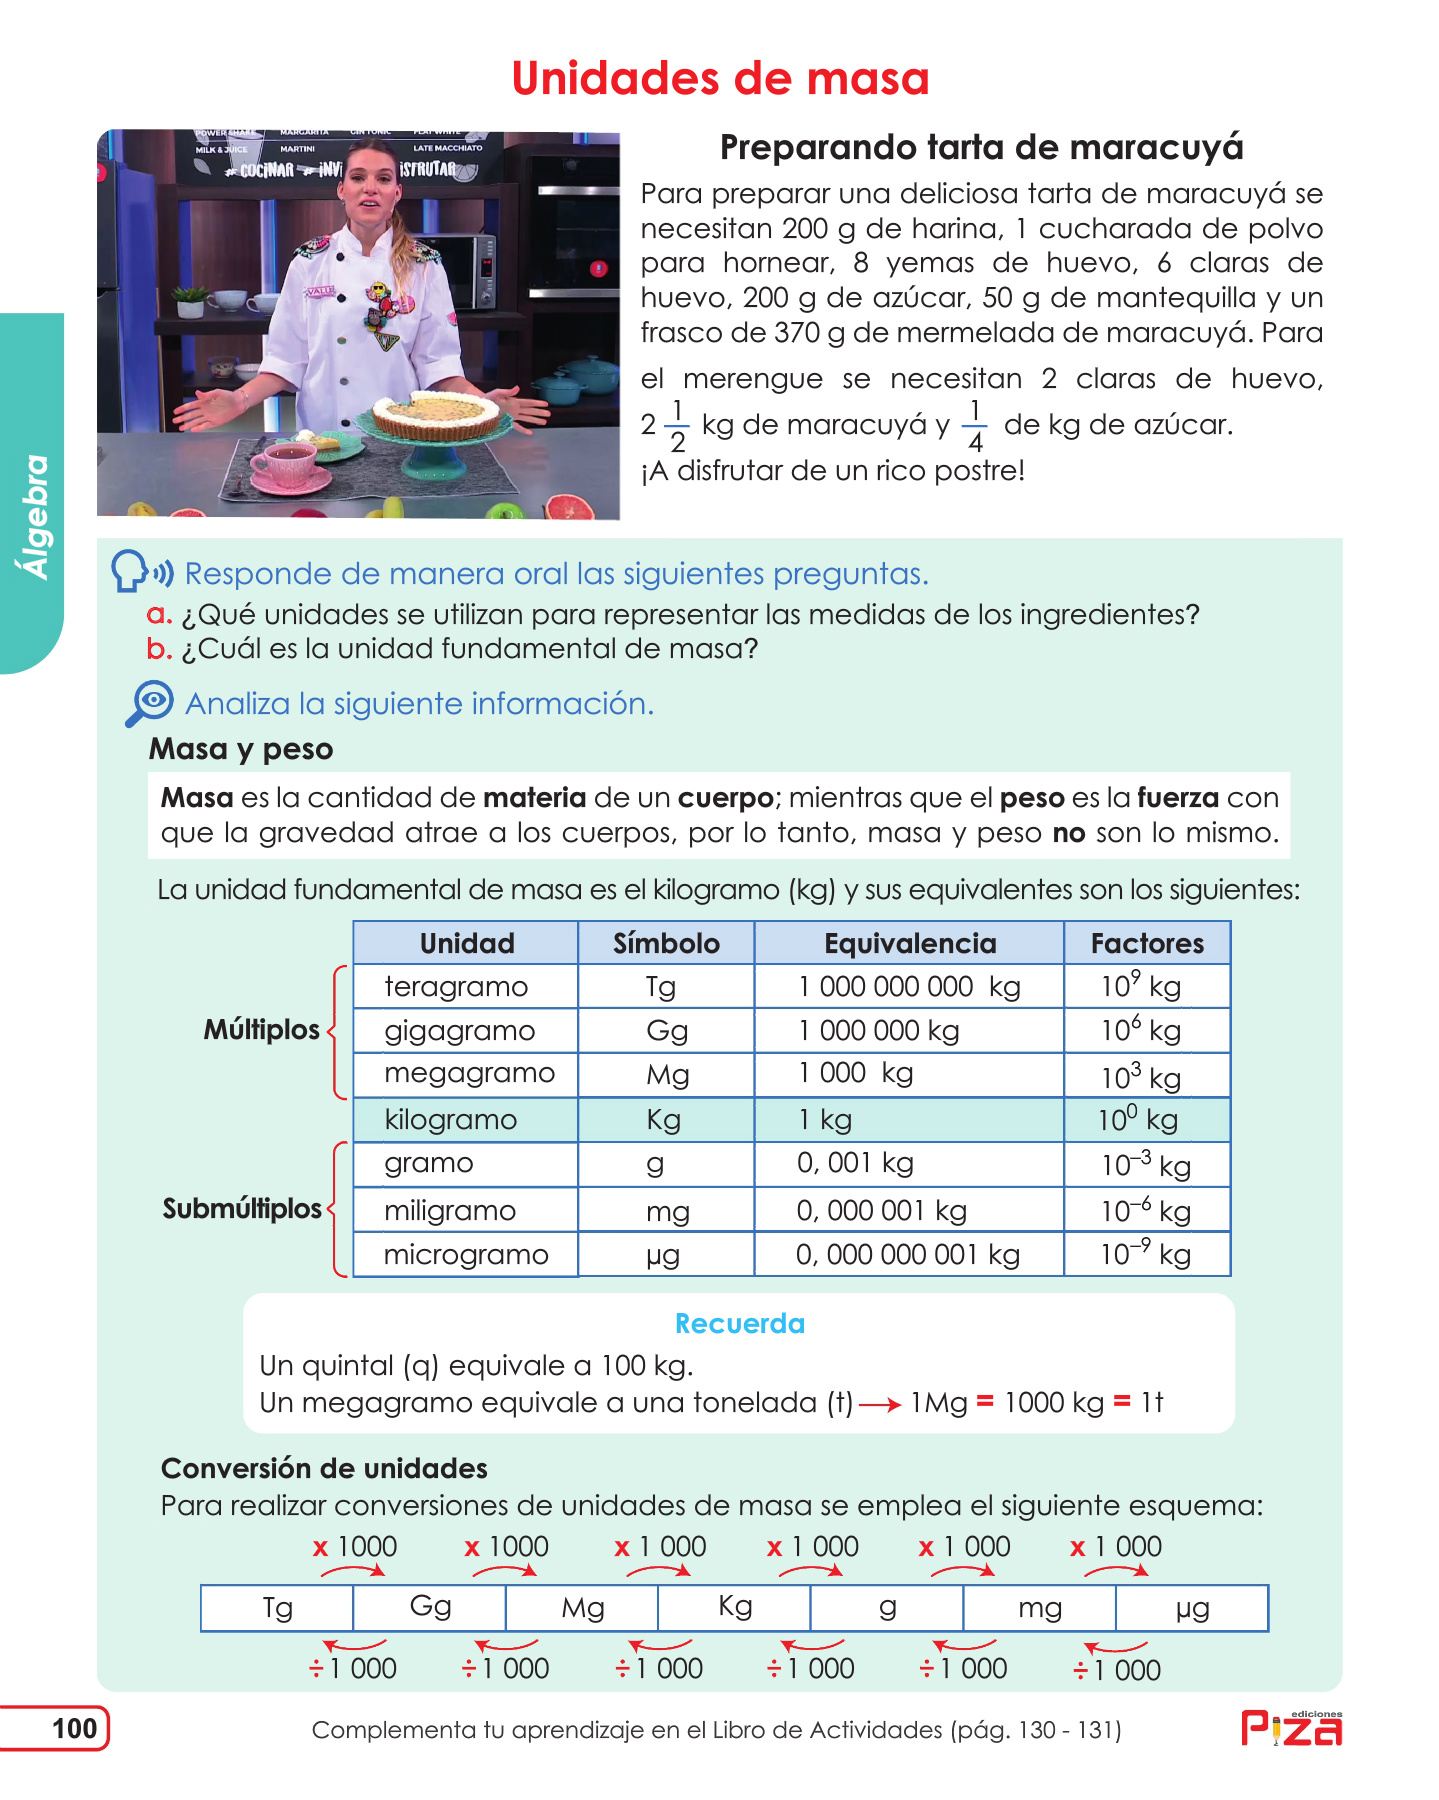 Unidades de masa
POWER SHAKE MARGARITA GIN TONIC FLAT WHITE
MILK & JUICE MARTINI LATE MACCHIATO
# COCINAR # INVI ISFRUTAR
Preparando tarta de maracuyá
Para preparar una deliciosa tarta de maracuyá se
necesitan 200 g de harina, 1 cucharada de polvo
para hornear, 8 yemas de huevo, 6 claras de
huevo, 200 g de azúcar, 50 g de mantequilla y un
frasco de 370 g de mermelada de maracuyá. Para
el merengue se necesitan 2 claras de huevo,
2 1/2 kg de maracuyá y 1/4 de kg de azúcar.
¡A disfrutar de un rico postre!
Álgebra
Responde de manera oral las siguientes preguntas.
a. ¿Qué unidades se utilizan para representar las medidas de los ingredientes?
b. ¿Cuál es la unidad fundamental de masa?
Analiza la siguiente información.
Masa y peso
Masa es la cantidad de materia de un cuerpo; mientras que el peso es la fuerza con
que la gravedad atrae a los cuerpos, por lo tanto, masa y peso no son lo mismo.
La unidad fundamental de masa es el kilogramo (kg) y sus equivalentes son los siguientes:
Unidad Símbolo Equivalencia Factores
teragramo Tg 1 000 000 000 kg 10⁹ kg
Múltiplos gigagramo Gg 1 000 000 kg 10⁶ kg
megagramo Mg 1 000 kg 10³ kg
kilogramo Kg 1 kg 10⁰ kg
gramo g 0, 001 kg 10⁻³ kg
Submúltiplos miligramo mg 0, 000 001 kg 10⁻⁶ kg
microgramo µg 0, 000 000 001 kg 10⁻⁹ kg
Recuerda
Un quintal (q) equivale a 100 kg.
Un megagramo equivale a una tonelada (t) → 1Mg = 1000 kg = 1t
Conversión de unidades
Para realizar conversiones de unidades de masa se emplea el siguiente esquema:
x 1000 x 1000 x 1 000 x 1 000 x 1 000 x 1 000
Tg Gg Mg Kg g mg µg
÷ 1 000 ÷ 1 000 ÷ 1 000 ÷ 1 000 ÷ 1 000 ÷ 1 000
100
Complementa tu aprendizaje en el Libro de Actividades (pág. 130 - 131)
ediciones
Piza